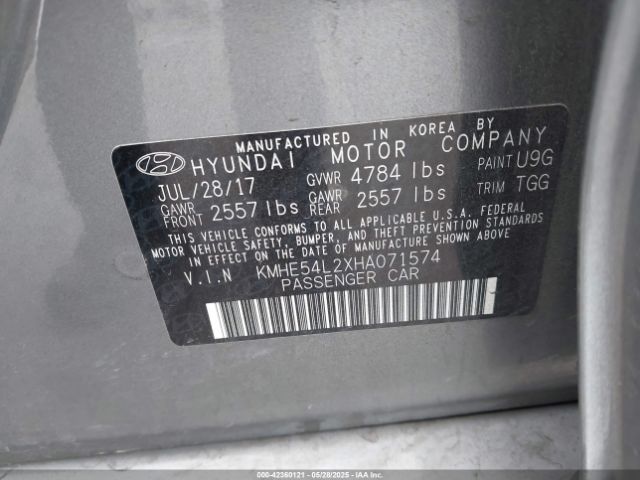 MANUFACTURED IN KOREA BY
HYUNDAI MOTOR COMPANY
JUL/28/17 GVWR 4784 lbs PAINT U9G
GAWR FRONT 2557 lbs GAWR REAR 2557 lbs TRIM TGG
THIS VEHICLE CONFORMS TO ALL APPLICABLE U.S.A. FEDERAL
MOTOR VEHICLE SAFETY, BUMPER, AND THEFT PREVENTION STANDARDS
IN EFFECT ON THE DATE OF MANUFACTURE SHOWN ABOVE.
V.I.N KMHE54L2XHA071574
PASSENGER CAR
000-42360121 - 05/28/2025 - IAA.com